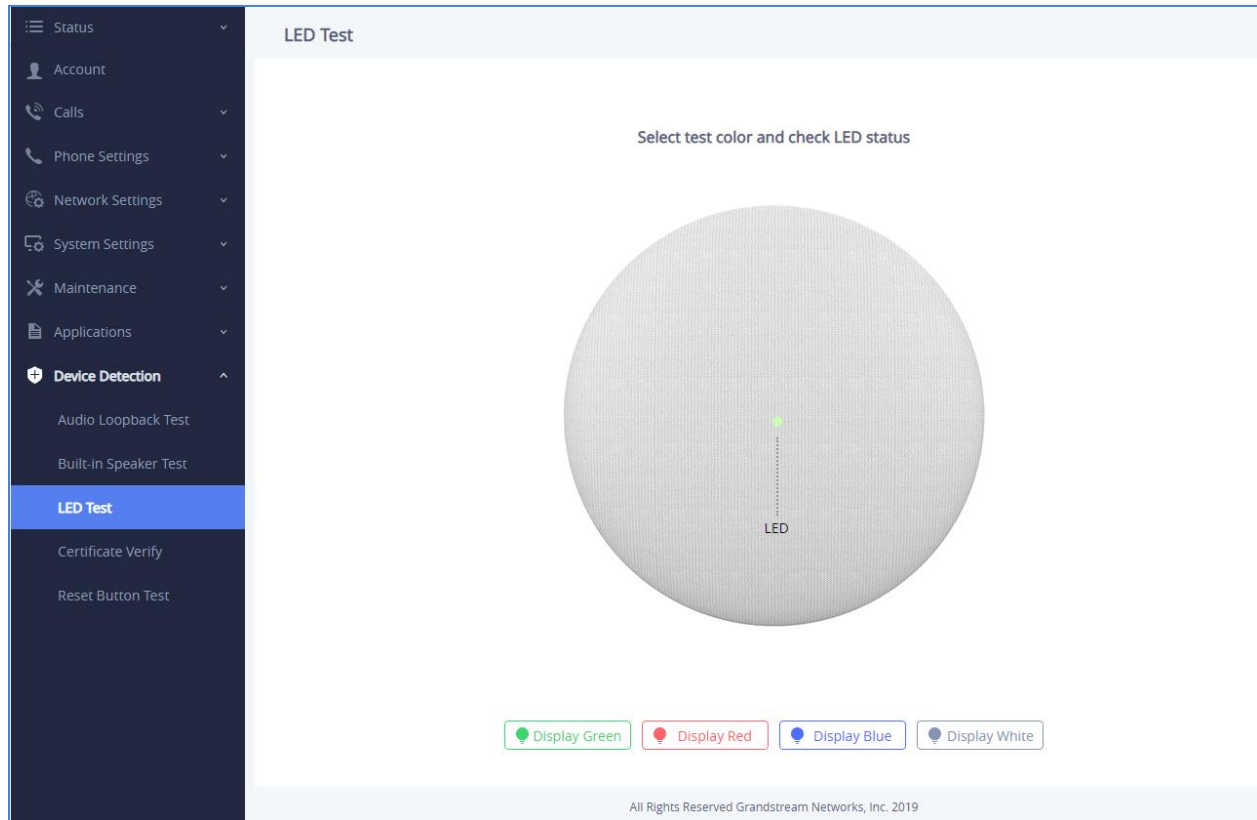 Status
Account
Calls
Phone Settings
Network Settings
System Settings
Maintenance
Applications
Device Detection
Audio Loopback Test
Built-in Speaker Test
LED Test
Certificate Verify
Reset Button Test
LED Test
Select test color and check LED status
LED
Display Green
Display Red
Display Blue
Display White
All Rights Reserved Grandstream Networks, Inc. 2019